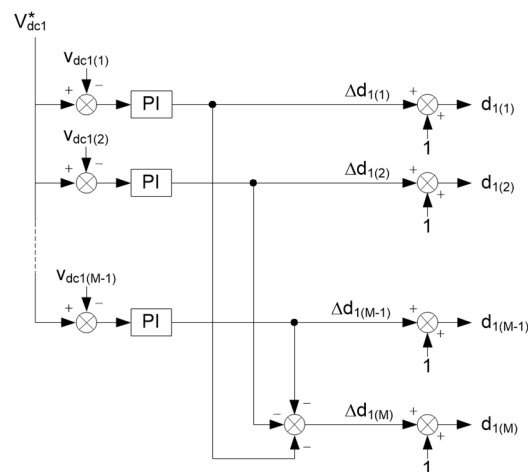 V*dc1
vdc1(1)
+ −
PI
Δd1(1)
+
+
d1(1)
1
vdc1(2)
+ −
PI
Δd1(2)
+
+
d1(2)
1
vdc1(M-1)
+ −
PI
Δd1(M-1)
+
+
d1(M-1)
1
−
−
−
Δd1(M)
+
+
d1(M)
1